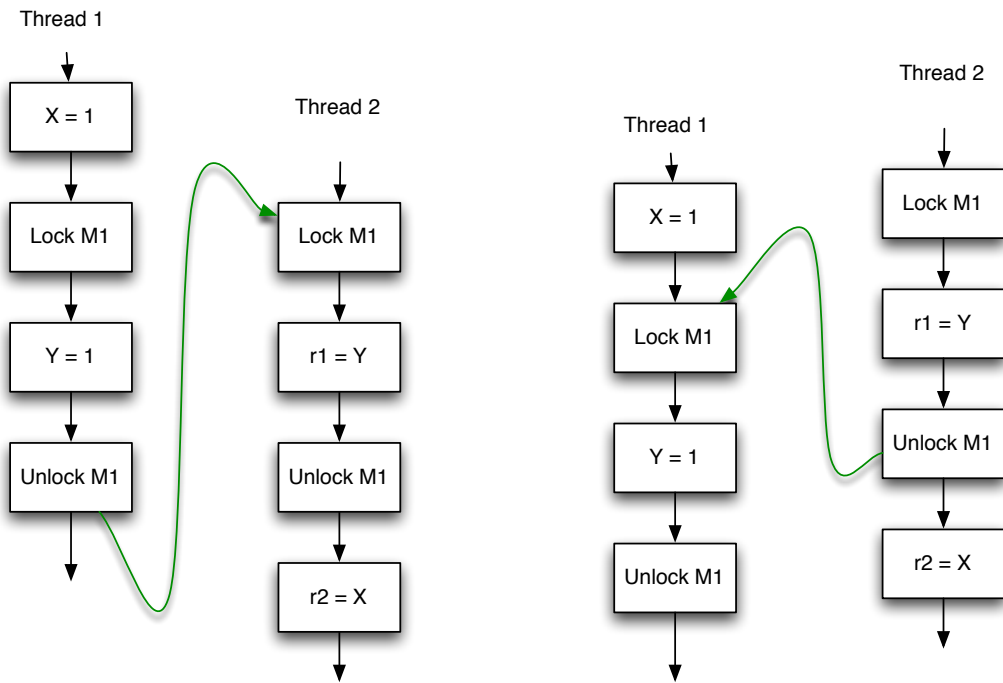 Thread 1
X = 1
Lock M1
Y = 1
Unlock M1
Thread 2
Lock M1
r1 = Y
Unlock M1
r2 = X
Thread 1
X = 1
Lock M1
Y = 1
Unlock M1
Thread 2
Lock M1
r1 = Y
Unlock M1
r2 = X